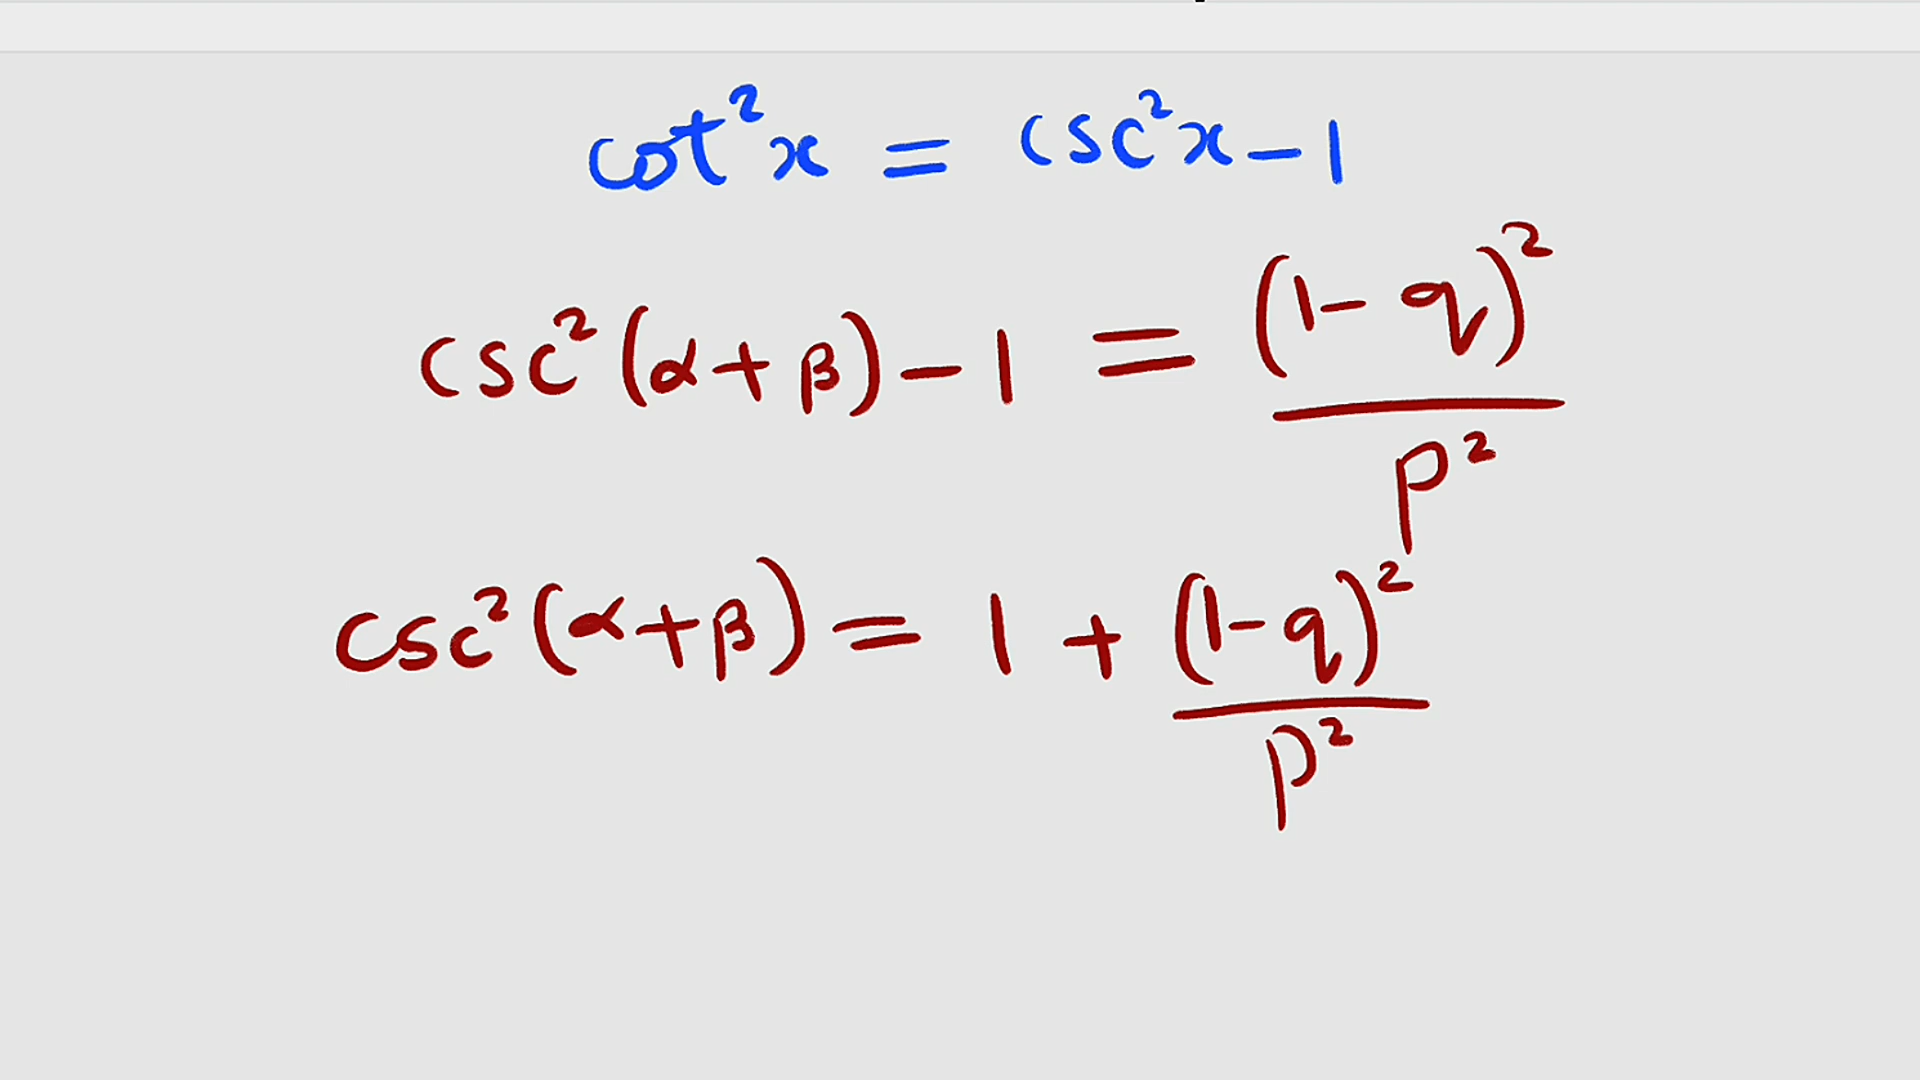 cot²x = csc²x - 1
csc²(α+β) - 1 = (1-q)²/p²
csc²(α+β) = 1 + (1-q)²/p²